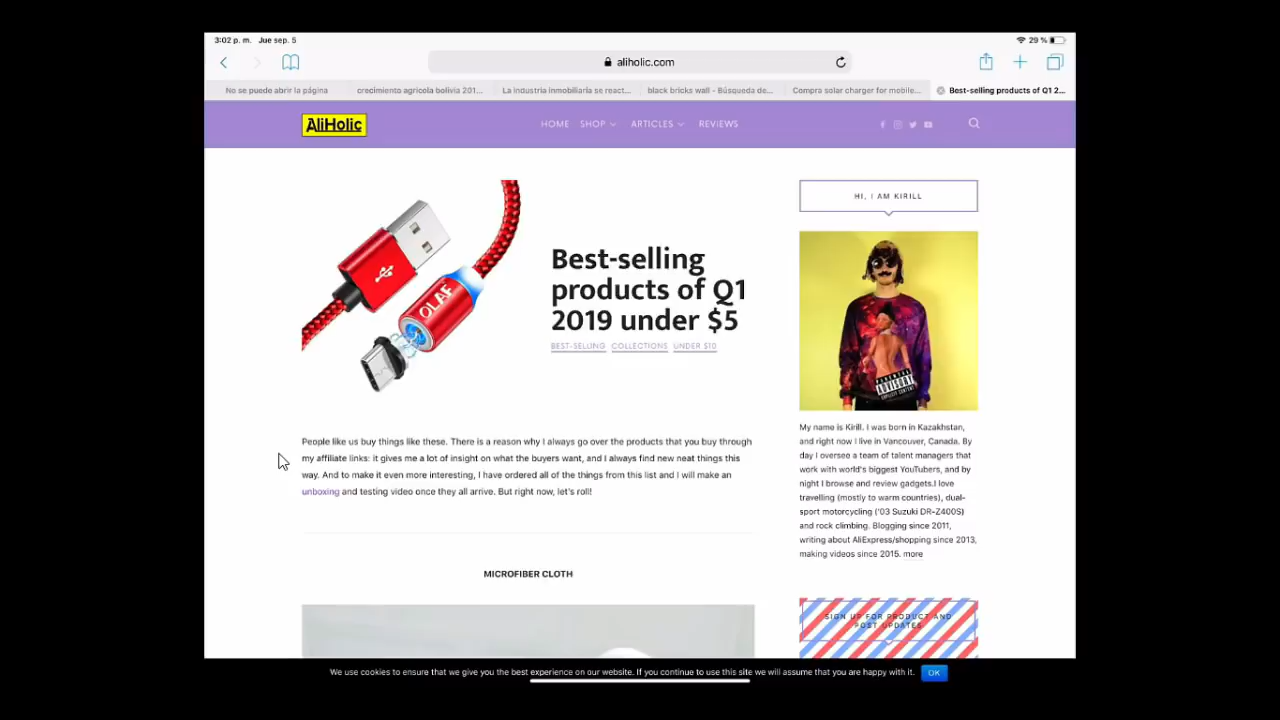 3:02 p. m. Jue sep. 5
29 %
aliholic.com
No se puede abrir la página
crecimiento agricola bolivia 201...
La industria inmobiliaria se react...
black bricks wall - Búsqueda de...
Compra solar charger for mobile...
Best-selling products of Q1 2...
AliHolic
HOME SHOP ARTICLES REVIEWS
HI, I AM KIRILL
OLAF
Best-selling
products of Q1
2019 under $5
BEST-SELLING COLLECTIONS UNDER $10
ADVISORY
People like us buy things like these. There is a reason why I always go over the products that you buy through
my affiliate links: it gives me a lot of insight on what the buyers want, and I always find new neat things this
way. And to make it even more interesting, I have ordered all of the things from this list and I will make an
unboxing and testing video once they all arrive. But right now, let's roll!
MICROFIBER CLOTH
My name is Kirill. I was born in Kazakhstan,
and right now I live in Vancouver, Canada. By
day I oversee a team of talent managers that
work with world's biggest YouTubers, and by
night I browse and review gadgets.I love
travelling (mostly to warm countries), dual-
sport motorcycling ('03 Suzuki DR-Z400S)
and rock climbing. Blogging since 2011,
writing about AliExpress/shopping since 2013,
making videos since 2015. more
SIGN UP FOR PRODUCT AND
POST UPDATES
We use cookies to ensure that we give you the best experience on our website. If you continue to use this site we will assume that you are happy with it. OK